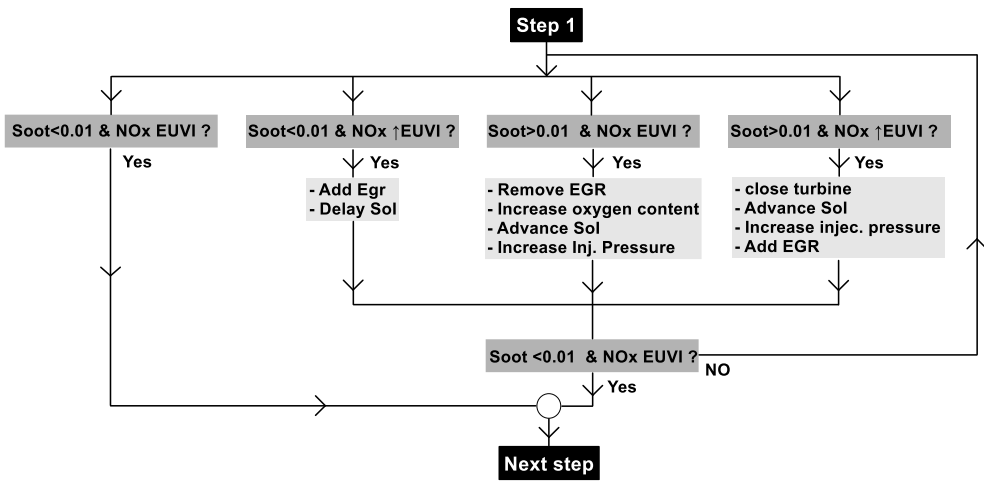 Step 1
Soot<0.01 & NOx EUVI ?
Soot<0.01 & NOx ↑EUVI ?
Soot>0.01 & NOx EUVI ?
Soot>0.01 & NOx ↑EUVI ?
Yes
Yes
Yes
Yes
- Add Egr
- Delay SoI
- Remove EGR
- Increase oxygen content
- Advance SoI
- Increase Inj. Pressure
- close turbine
- Advance SoI
- Increase injec. pressure
- Add EGR
Soot <0.01 & NOx EUVI ?
NO
Yes
Next step